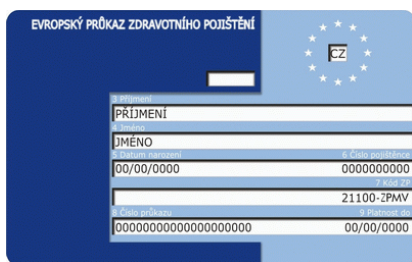 EVROPSKÝ PRŮKAZ ZDRAVOTNÍHO POJIŠTĚNÍ
CZ
3 Příjmení
PŘÍJMENÍ
4 Jméno
JMÉNO
5 Datum narození 6 Číslo pojištěnce
00/00/0000 0000000000
7 Kód ZP
21100-ZPMV
8 Číslo průkazu 9 Platnost do
00000000000000000000 00/00/0000